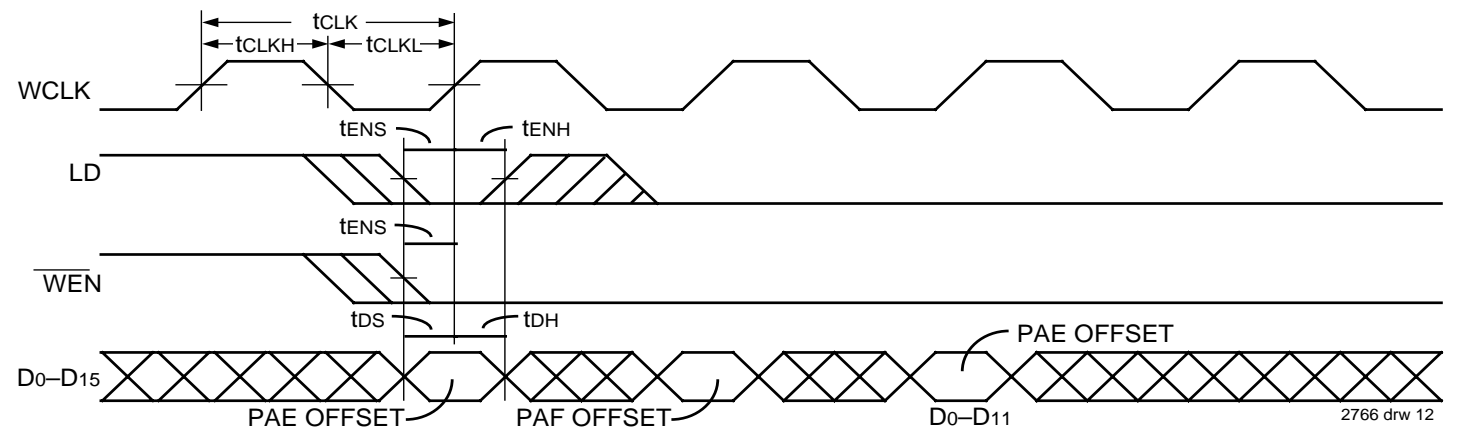 tCLK
tCLKH
tCLKL
WCLK
tENS
tENH
LD
tENS
WEN
tDS
tDH
PAE OFFSET
D0–D15
PAE OFFSET
PAF OFFSET
D0–D11
2766 drw 12